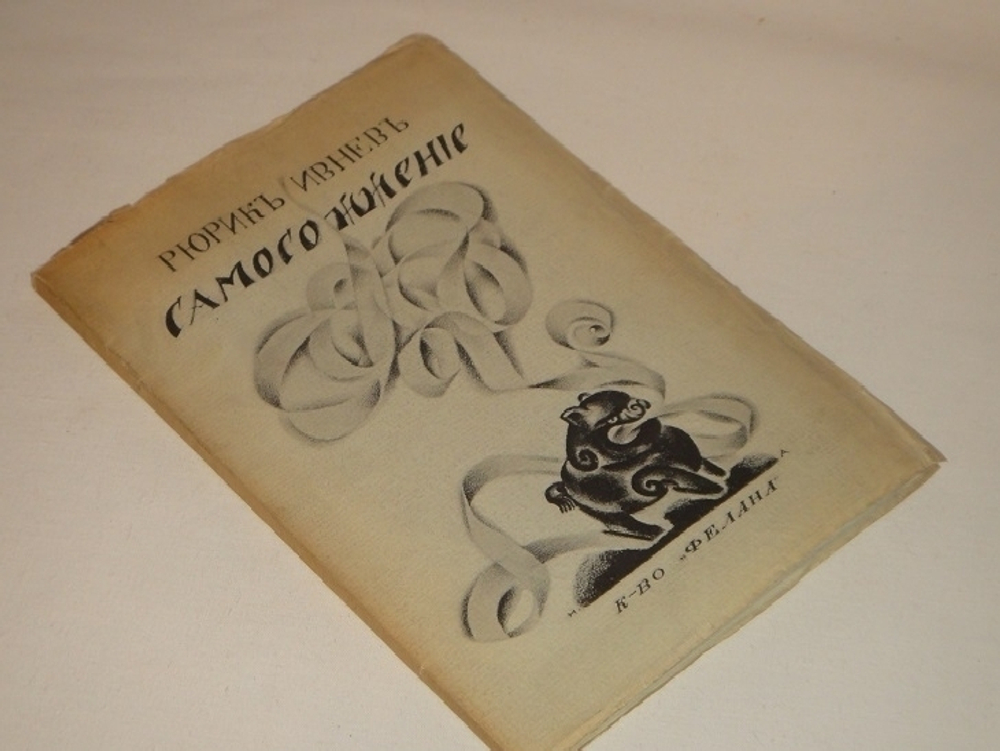 РЮРИКЪ ИВНЕВЪ
САМОСОЖЖЕНІЕ
К-ВО „ФЕЛАНА“